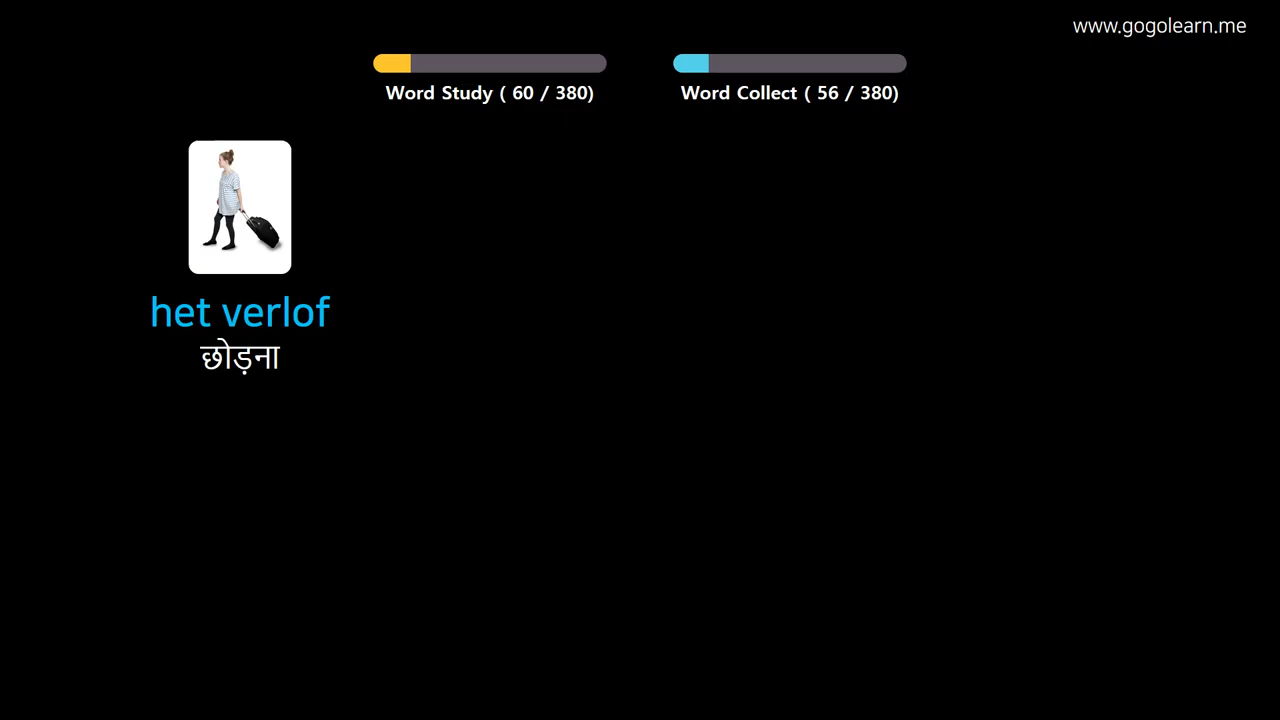 www.gogolearn.me
Word Study ( 60 / 380)
Word Collect ( 56 / 380)
het verlof
छोड़ना